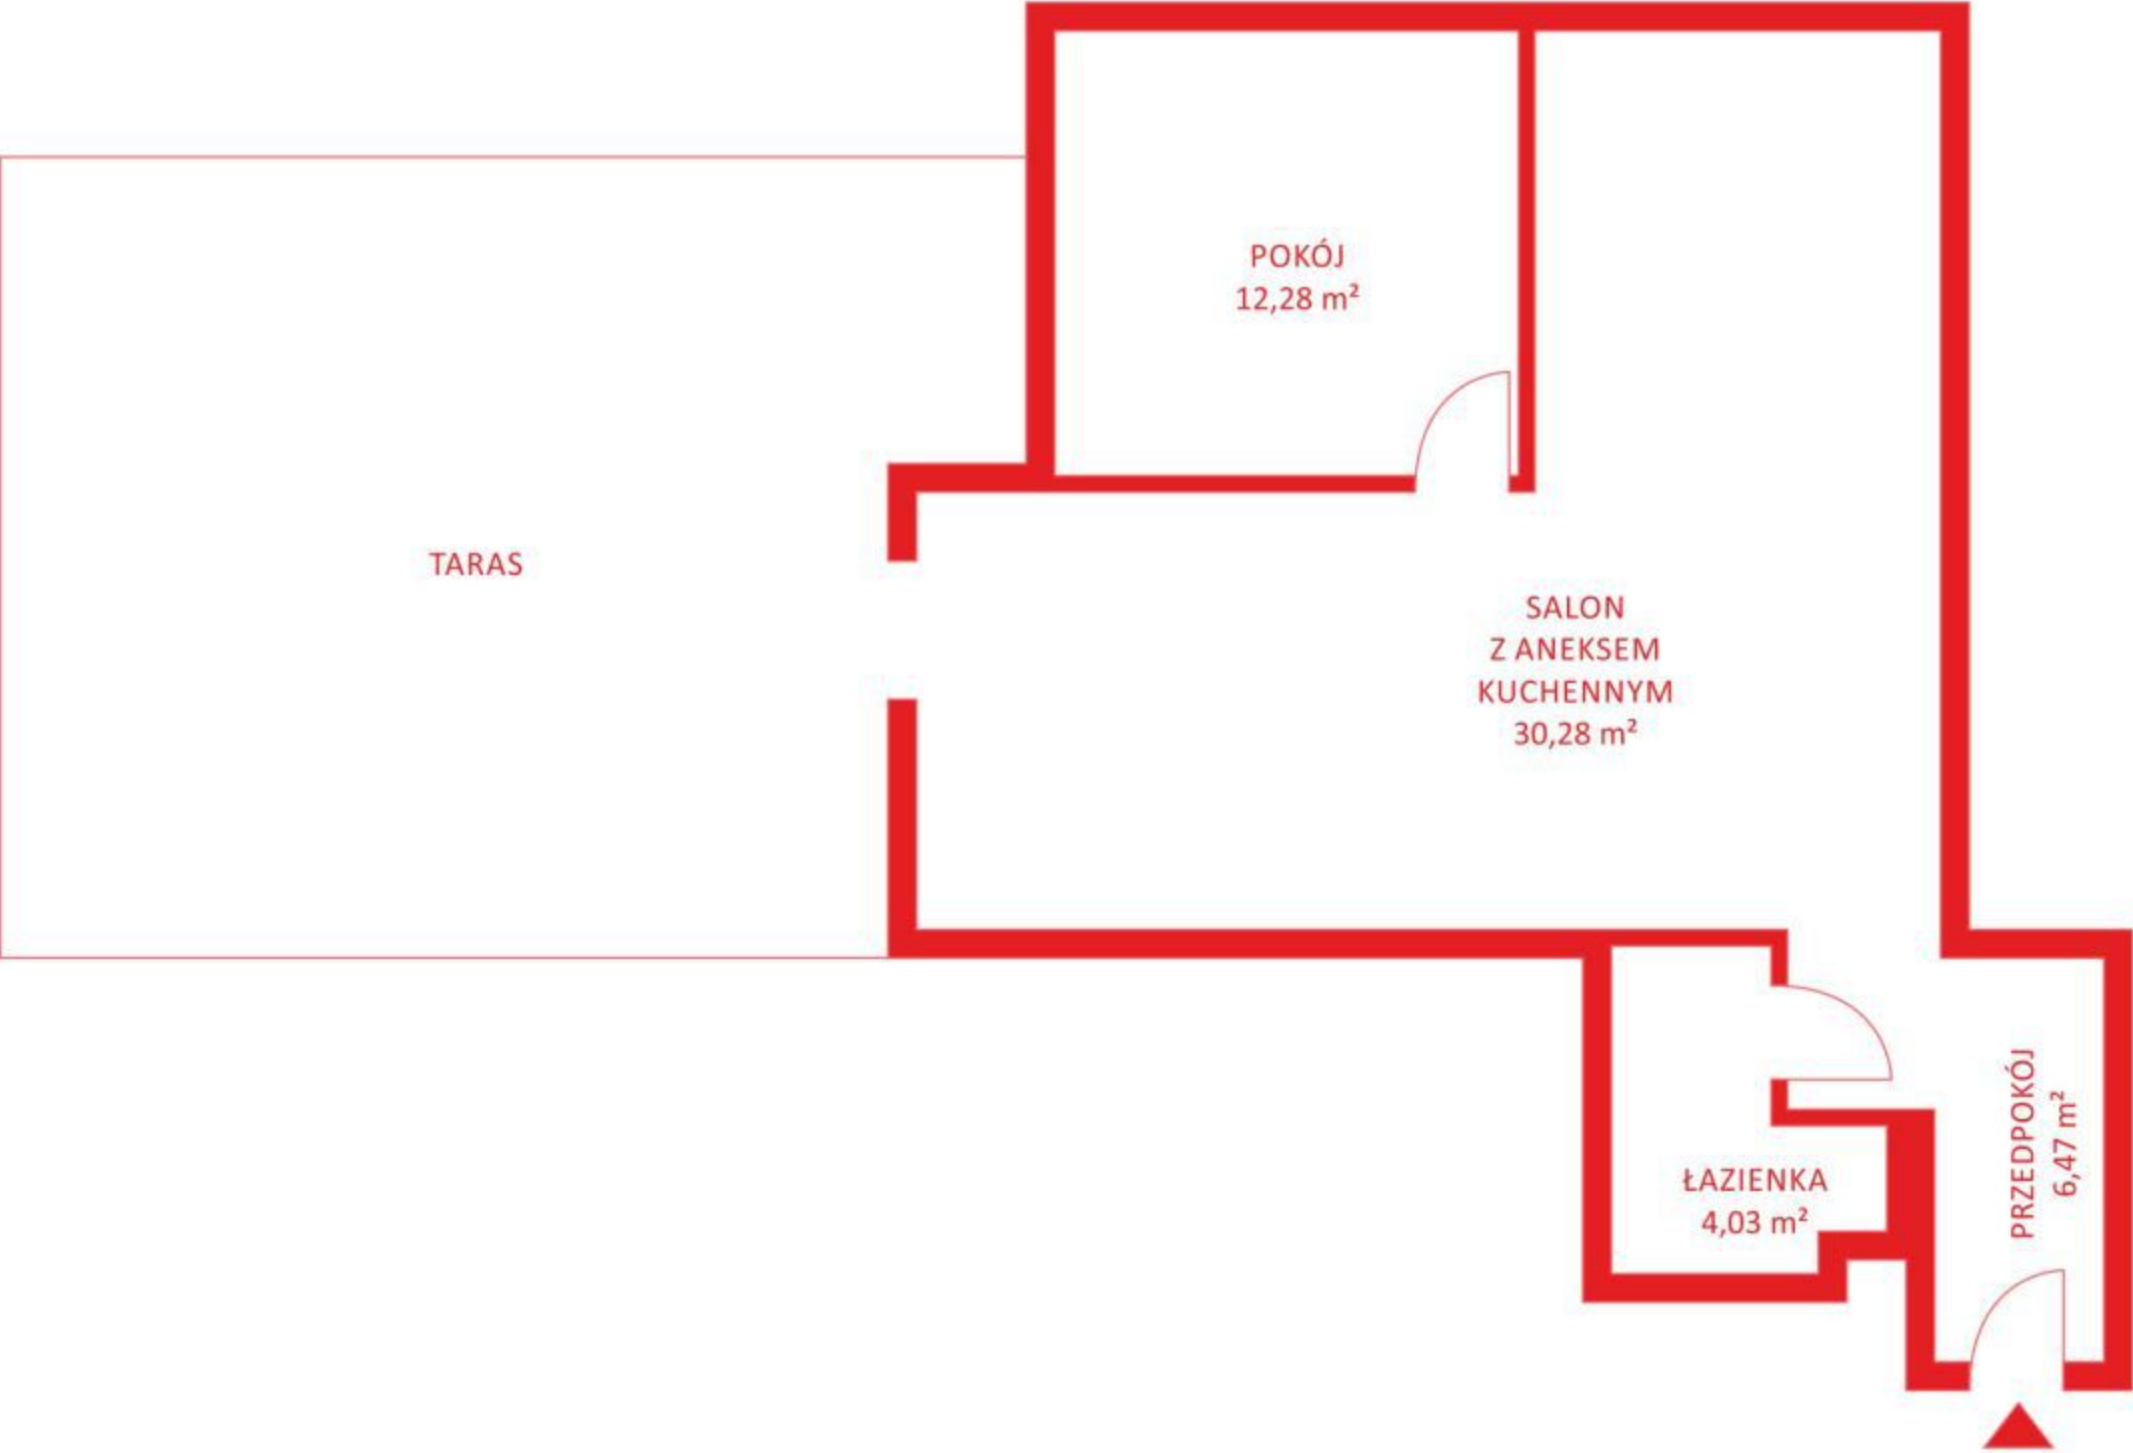 POKÓJ
12,28 m²
TARAS
SALON
Z ANEKSEM
KUCHENNYM
30,28 m²
ŁAZIENKA
4,03 m²
PRZEDPOKÓJ
6,47 m²